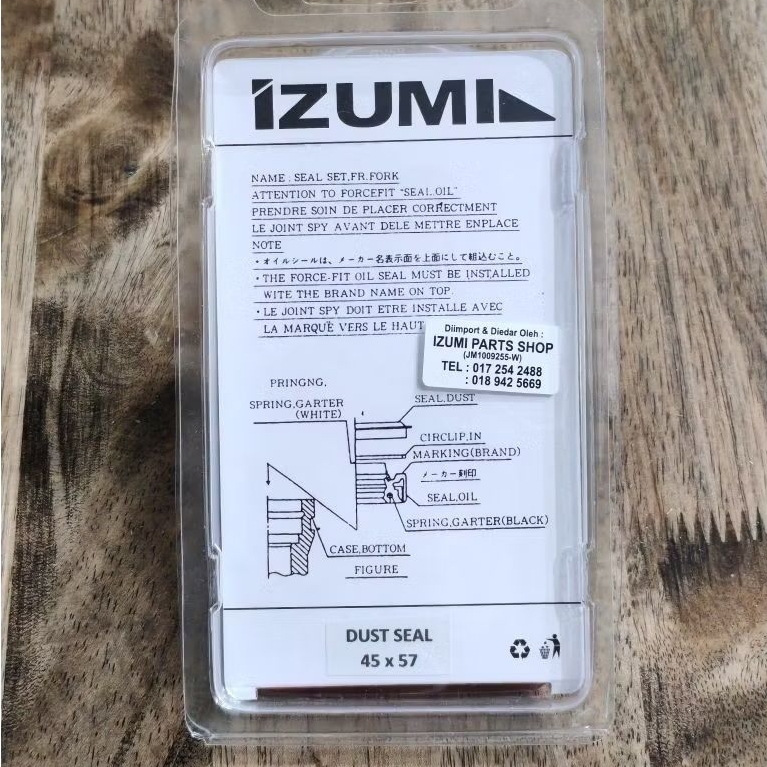 IZUMI
NAME : SEAL SET,FR.FORK
ATTENTION TO FORCEFIT "SEAL.OIL"
PRENDRE SOIN DE PLACER CORRECTMENT
LE JOINT SPY AVANT DELE METTRE ENPLACE
NOTE
・オイルシールは、メーカー名表示面を上面にして組込むこと。
・THE FORCE-FIT OIL SEAL MUST BE INSTALLED
WITE THE BRAND NAME ON TOP.
・LE JOINT SPY DOIT ETRE INSTALLE AVEC
LA MARQUE VERS LE HAUT
Diimport & Diedar Oleh :
IZUMI PARTS SHOP
(JM1009255-W)
TEL : 017 254 2488
: 018 942 5669
PRINGNG.
SPRING,GARTER
(WHITE)
SEAL.DUST
CIRCLIP,IN
MARKING(BRAND)
メーカー刻印
SEAL,OIL
SPRING,GARTER(BLACK)
CASE,BOTTOM
FIGURE
DUST SEAL
45 x 57